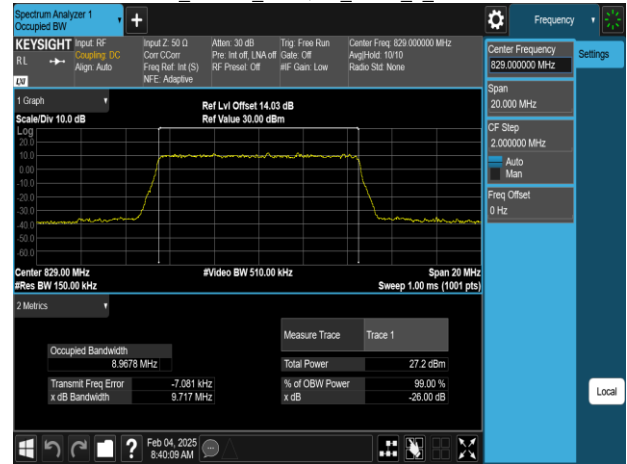 Spectrum Analyzer 1
Occupied BW
Frequency
KEYSIGHT
RL
LXI
Input: RF
Coupling: DC
Align: Auto
Input Z: 50 Ω
Corr CCorr
Freq Ref: Int (S)
NFE: Adaptive
Atten: 30 dB
Pre: Int off, LNA off
RF Presel: Off
Trig: Free Run
Gate: Off
#IF Gain: Low
Center Freq: 829.000000 MHz
Avg|Hold: 10/10
Radio Std: None
Center Frequency
829.000000 MHz
Settings
Span
20.000 MHz
CF Step
2.000000 MHz
Auto
Man
Freq Offset
0 Hz
Local
1 Graph
Scale/Div 10.0 dB
Ref Lvl Offset 14.03 dB
Ref Value 30.00 dBm
Log
20.0
10.0
0.00
-10.0
-20.0
-30.0
-40.0
-50.0
-60.0
Center 829.00 MHz
#Video BW 510.00 kHz
Span 20 MHz
#Res BW 150.00 kHz
Sweep 1.00 ms (1001 pts)
2 Metrics
Measure Trace
Trace 1
Occupied Bandwidth
8.9678 MHz
Total Power
27.2 dBm
Transmit Freq Error
-7.081 kHz
% of OBW Power
99.00 %
x dB Bandwidth
9.717 MHz
x dB
-26.00 dB
?
Feb 04, 2025
8:40:09 AM